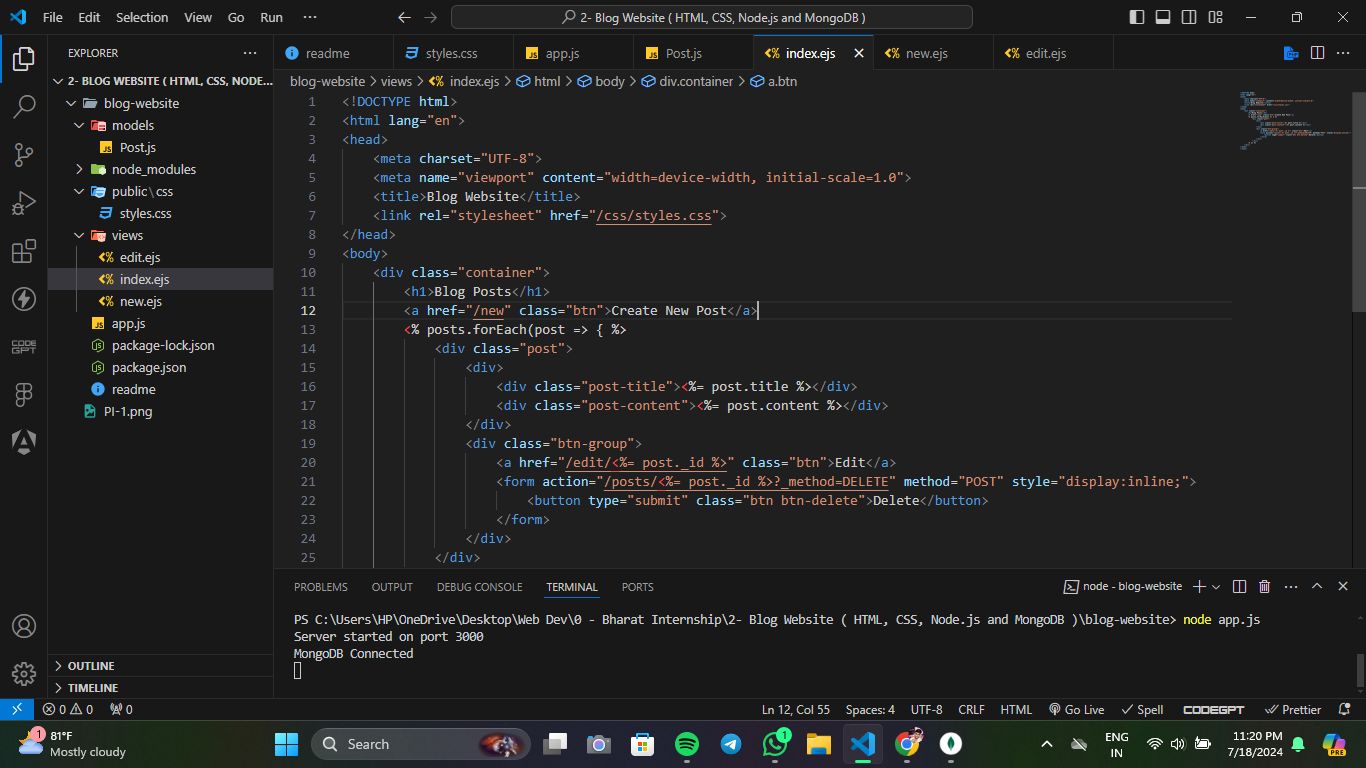 File Edit Selection View Go Run ··· 2- Blog Website ( HTML, CSS, Node.js and MongoDB )
EXPLORER ···
2- BLOG WEBSITE ( HTML, CSS, NODE...
blog-website
models
Post.js
node_modules
public\css
styles.css
views
edit.ejs
index.ejs
new.ejs
app.js
package-lock.json
package.json
readme
PI-1.png
OUTLINE
TIMELINE
readme styles.css app.js Post.js index.ejs new.ejs edit.ejs
blog-website > views > index.ejs > html > body > div.container > a.btn
1 <!DOCTYPE html>
2 <html lang="en">
3 <head>
4 <meta charset="UTF-8">
5 <meta name="viewport" content="width=device-width, initial-scale=1.0">
6 <title>Blog Website</title>
7 <link rel="stylesheet" href="/css/styles.css">
8 </head>
9 <body>
10 <div class="container">
11 <h1>Blog Posts</h1>
12 <a href="/new" class="btn">Create New Post</a>
13 <% posts.forEach(post => { %>
14 <div class="post">
15 <div>
16 <div class="post-title"><%= post.title %></div>
17 <div class="post-content"><%= post.content %></div>
18 </div>
19 <div class="btn-group">
20 <a href="/edit/<%= post._id %>" class="btn">Edit</a>
21 <form action="/posts/<%= post._id %>?_method=DELETE" method="POST" style="display:inline;">
22 <button type="submit" class="btn btn-delete">Delete</button>
23 </form>
24 </div>
25 </div>
PROBLEMS OUTPUT DEBUG CONSOLE TERMINAL PORTS node - blog-website
PS C:\Users\HP\OneDrive\Desktop\Web Dev\0 - Bharat Internship\2- Blog Website ( HTML, CSS, Node.js and MongoDB )\blog-website> node app.js
Server started on port 3000
MongoDB Connected
0 0 0 Ln 12, Col 55 Spaces: 4 UTF-8 CRLF HTML Go Live Spell CODEGPT Prettier
1 81°F
Mostly cloudy
Search
1
ENG
IN
11:20 PM
7/18/2024
PRE